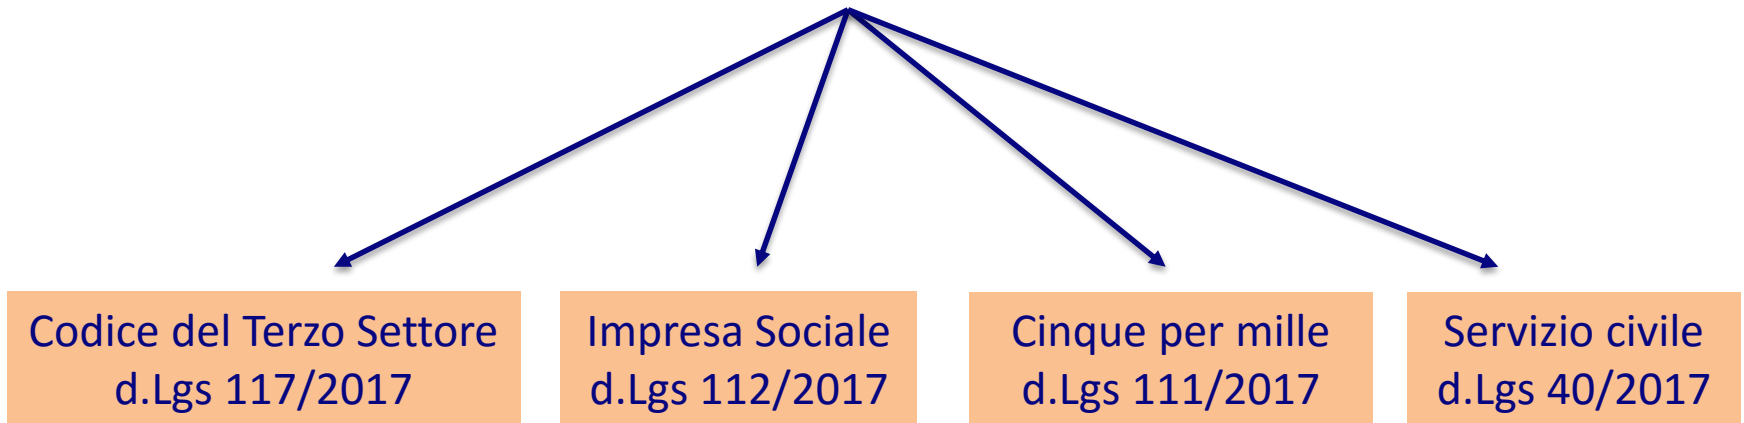 Codice del Terzo Settore
d.Lgs 117/2017
Impresa Sociale
d.Lgs 112/2017
Cinque per mille
d.Lgs 111/2017
Servizio civile
d.Lgs 40/2017